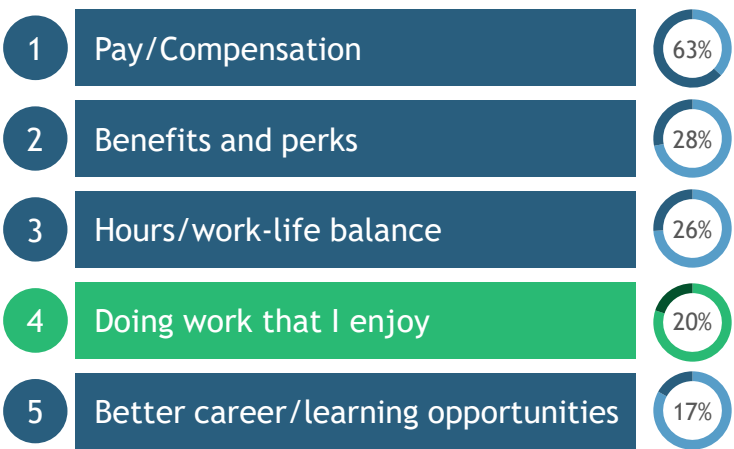 1 Pay/Compensation 63%
2 Benefits and perks 28%
3 Hours/work-life balance 26%
4 Doing work that I enjoy 20%
5 Better career/learning opportunities 17%